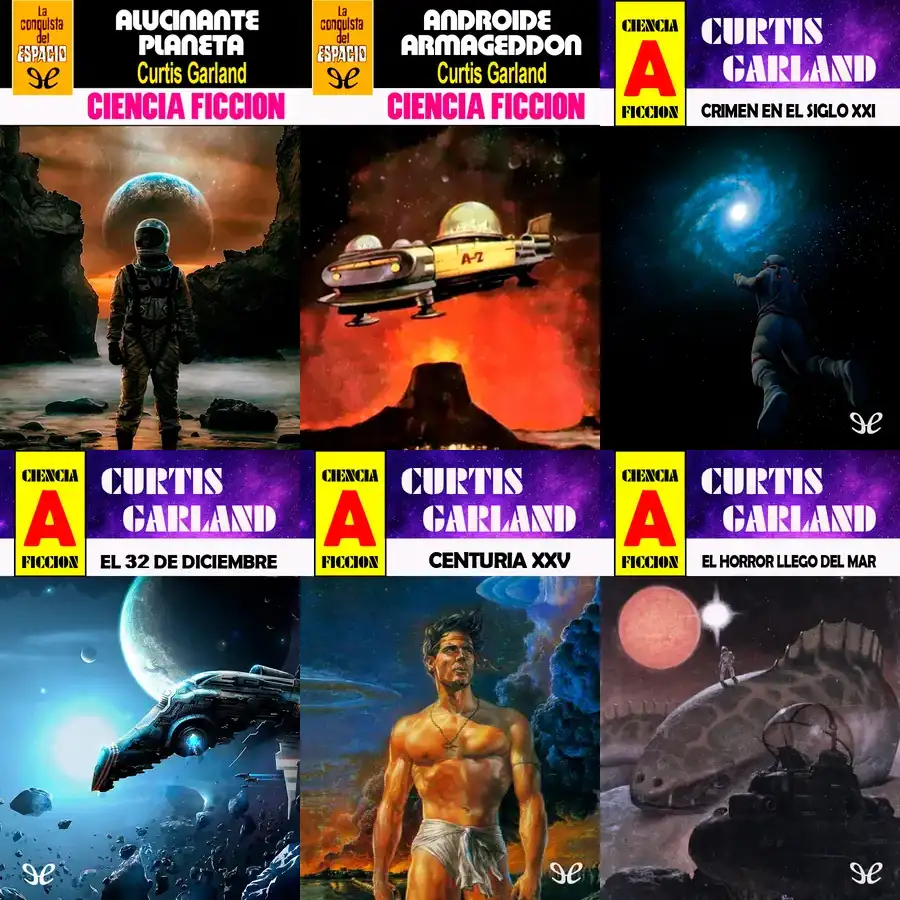 La
conquista
del
ESPACIO
ALUCINANTE
PLANETA
Curtis Garland
CIENCIA FICCION
La
conquista
del
ESPACIO
ANDROIDE
ARMAGEDDON
Curtis Garland
CIENCIA FICCION
A-Z
CIENCIA
A
FICCION
CURTIS
GARLAND
CRIMEN EN EL SIGLO XXI
CIENCIA
A
FICCION
CURTIS
GARLAND
EL 32 DE DICIEMBRE
CIENCIA
A
FICCION
CURTIS
GARLAND
CENTURIA XXV
CIENCIA
A
FICCION
CURTIS
GARLAND
EL HORROR LLEGO DEL MAR